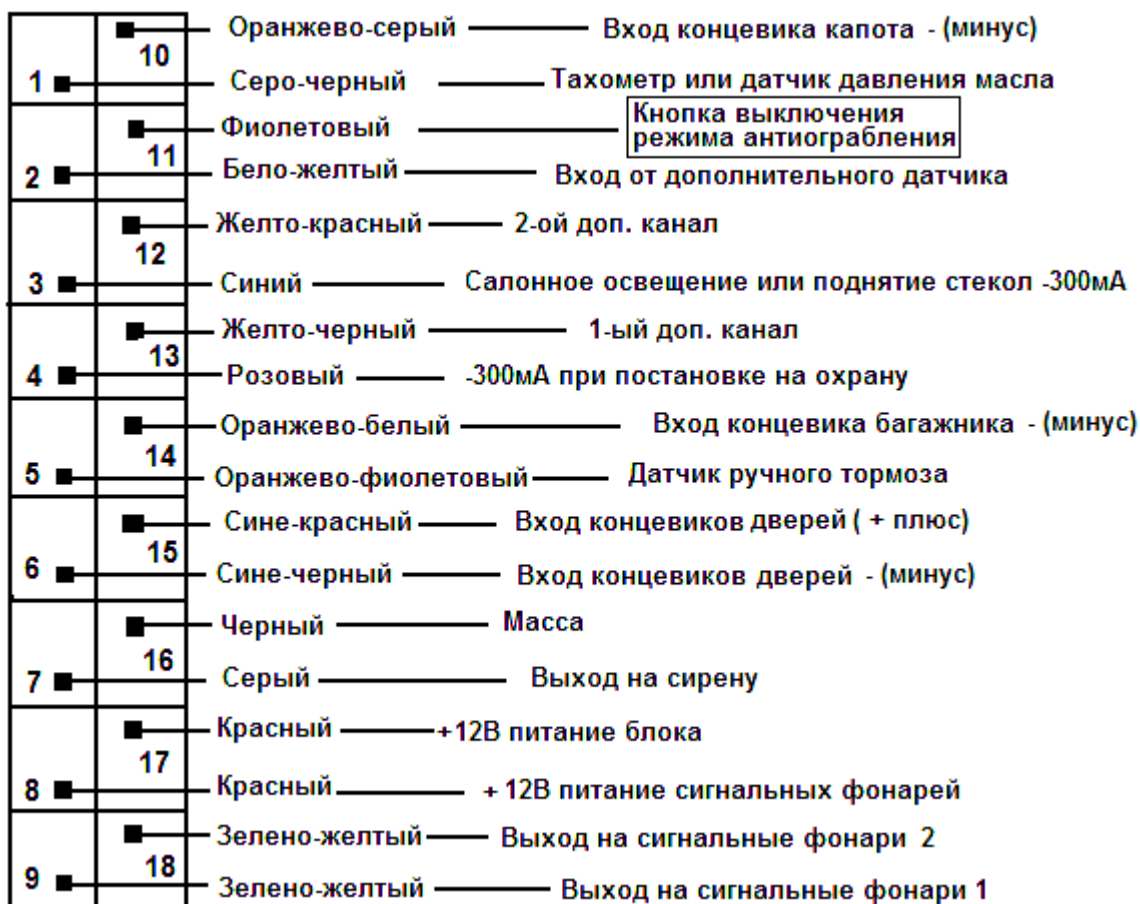 10 Оранжево-серый Вход концевика капота - (минус)
1 Серо-черный Тахометр или датчик давления масла
11 Фиолетовый Кнопка выключения
режима антиограбления
2 Бело-желтый Вход от дополнительного датчика
12 Желто-красный 2-ой доп. канал
3 Синий Салонное освещение или поднятие стекол -300мА
13 Желто-черный 1-ый доп. канал
4 Розовый -300мА при постановке на охрану
14 Оранжево-белый Вход концевика багажника - (минус)
5 Оранжево-фиолетовый Датчик ручного тормоза
15 Сине-красный Вход концевиков дверей ( + плюс)
6 Сине-черный Вход концевиков дверей - (минус)
16 Черный Масса
7 Серый Выход на сирену
17 Красный +12В питание блока
8 Красный + 12В питание сигнальных фонарей
18 Зелено-желтый Выход на сигнальные фонари 2
9 Зелено-желтый Выход на сигнальные фонари 1